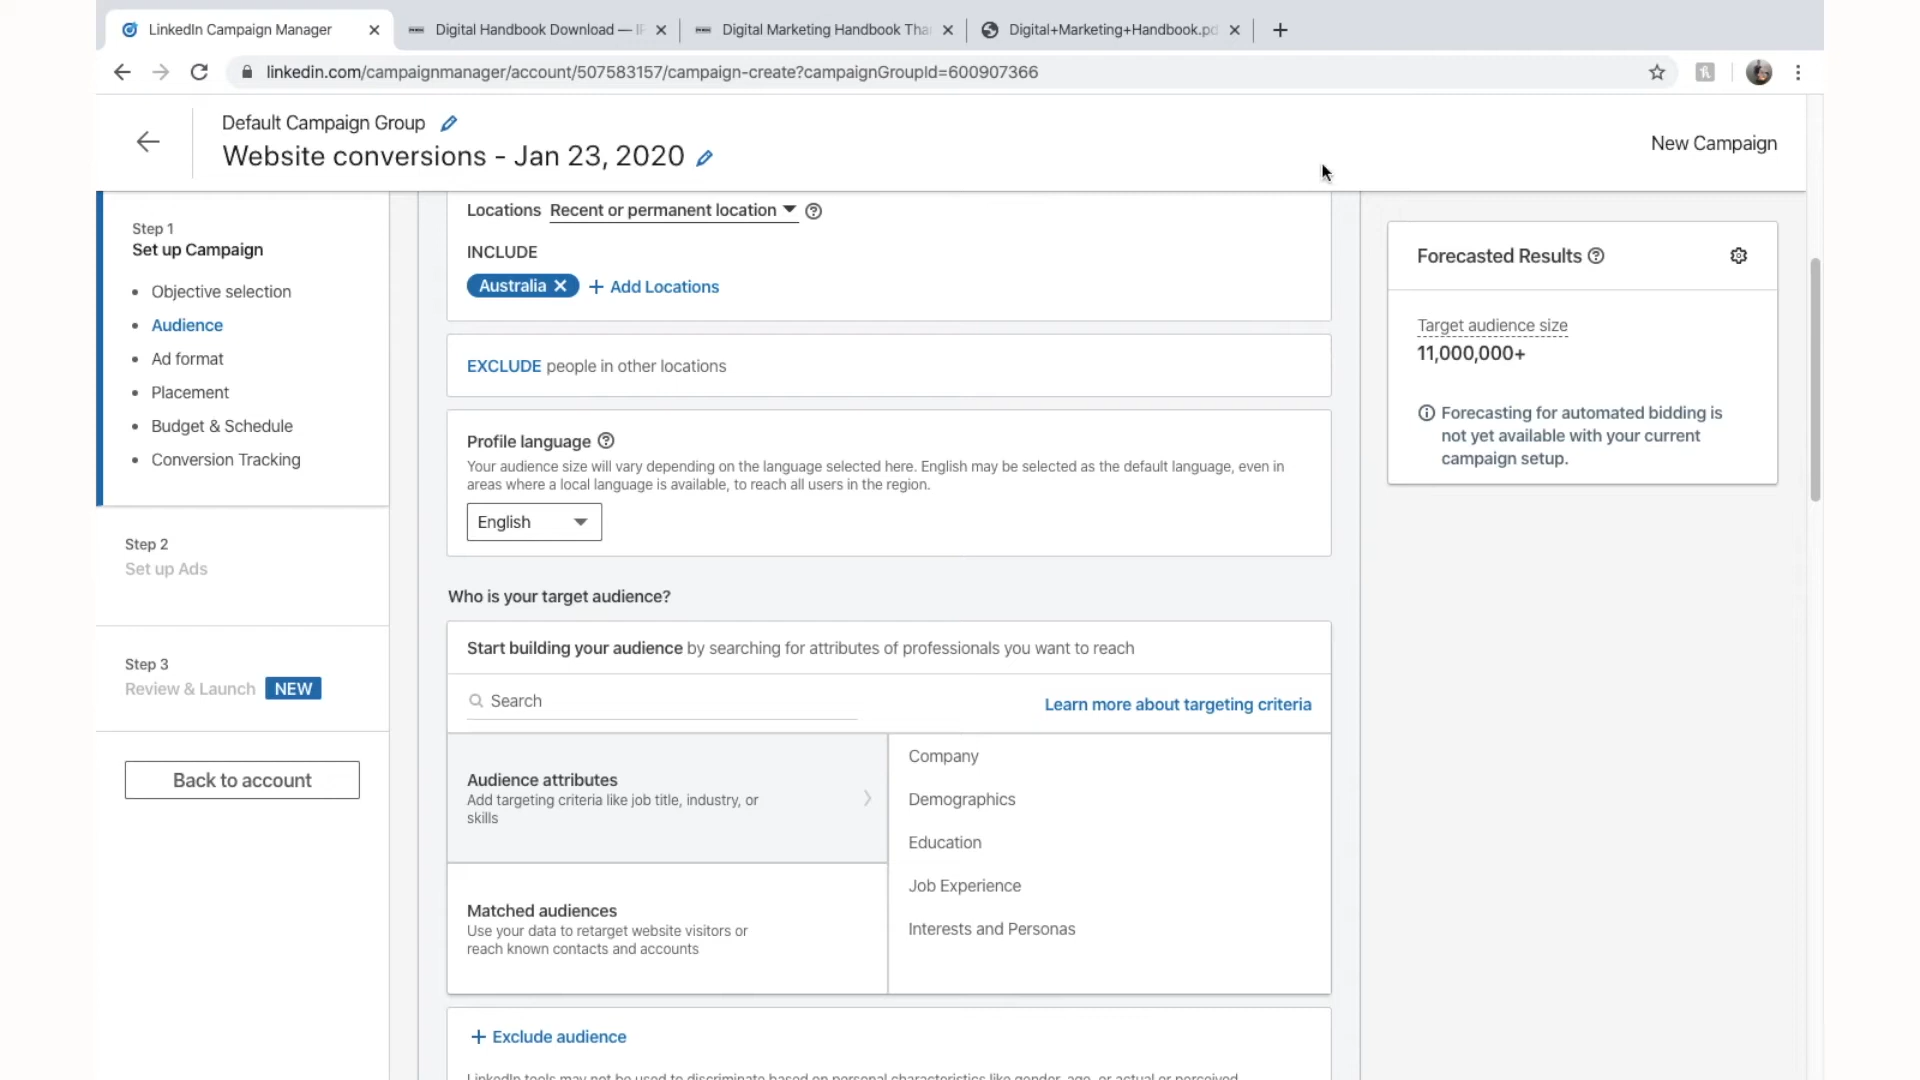 LinkedIn Campaign Manager
Digital Handbook Download — IP
Digital Marketing Handbook Tha
Digital+Marketing+Handbook.pd
linkedin.com/campaignmanager/account/507583157/campaign-create?campaignGroupId=600907366
Default Campaign Group
Website conversions - Jan 23, 2020
New Campaign
Step 1
Set up Campaign
Objective selection
Audience
Ad format
Placement
Budget & Schedule
Conversion Tracking
Step 2
Set up Ads
Step 3
Review & Launch NEW
Back to account
Locations Recent or permanent location
INCLUDE
Australia + Add Locations
EXCLUDE people in other locations
Profile language
Your audience size will vary depending on the language selected here. English may be selected as the default language, even in
areas where a local language is available, to reach all users in the region.
English
Who is your target audience?
Start building your audience by searching for attributes of professionals you want to reach
Search
Learn more about targeting criteria
Audience attributes
Add targeting criteria like job title, industry, or
skills
Matched audiences
Use your data to retarget website visitors or
reach known contacts and accounts
Company
Demographics
Education
Job Experience
Interests and Personas
+ Exclude audience
LinkedIn tools may not be used to discriminate based on personal characteristics like gender, age, or actual or perceived
Forecasted Results
Target audience size
11,000,000+
Forecasting for automated bidding is
not yet available with your current
campaign setup.